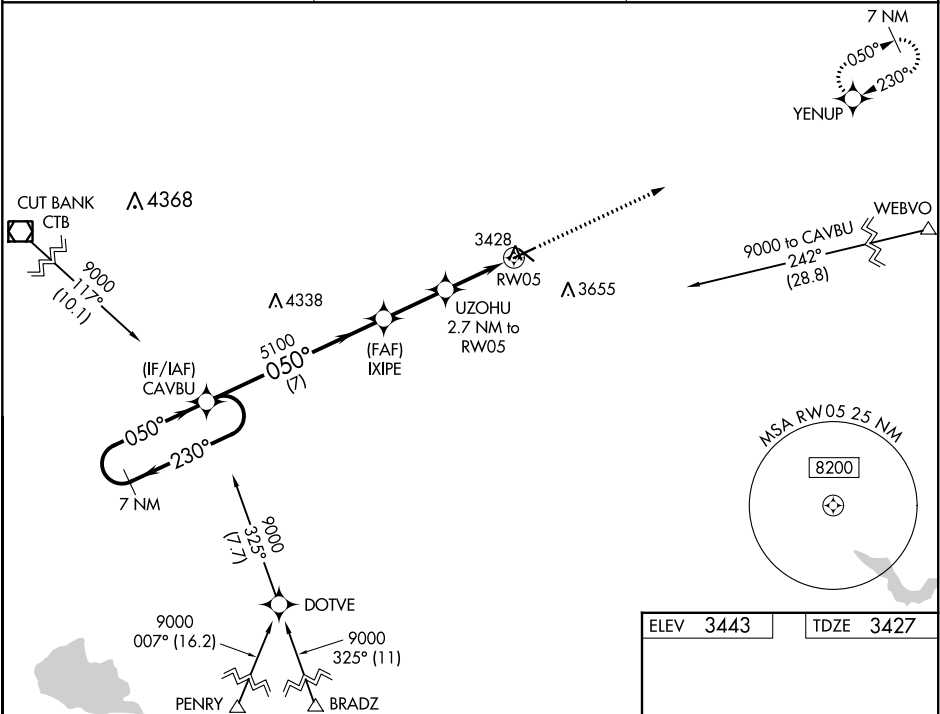 7 NM
050°
230°
YENUP
CUT BANK
CTB
4368
9000
117°
(10.1)
WEBVO
9000 to CAVBU
242°
(28.8)
3428
RW05
3655
4338
UZOHU
2.7 NM to
RW05
(FAF)
IXIPE
5100
050°
(7)
(IF/IAF)
CAVBU
050°
230°
7 NM
MSA RW05 25 NM
8200
9000
325°
(7.7)
DOTVE
9000
007° (16.2)
9000
325° (11)
PENRY
BRADZ
ELEV 3443
TDZE 3427